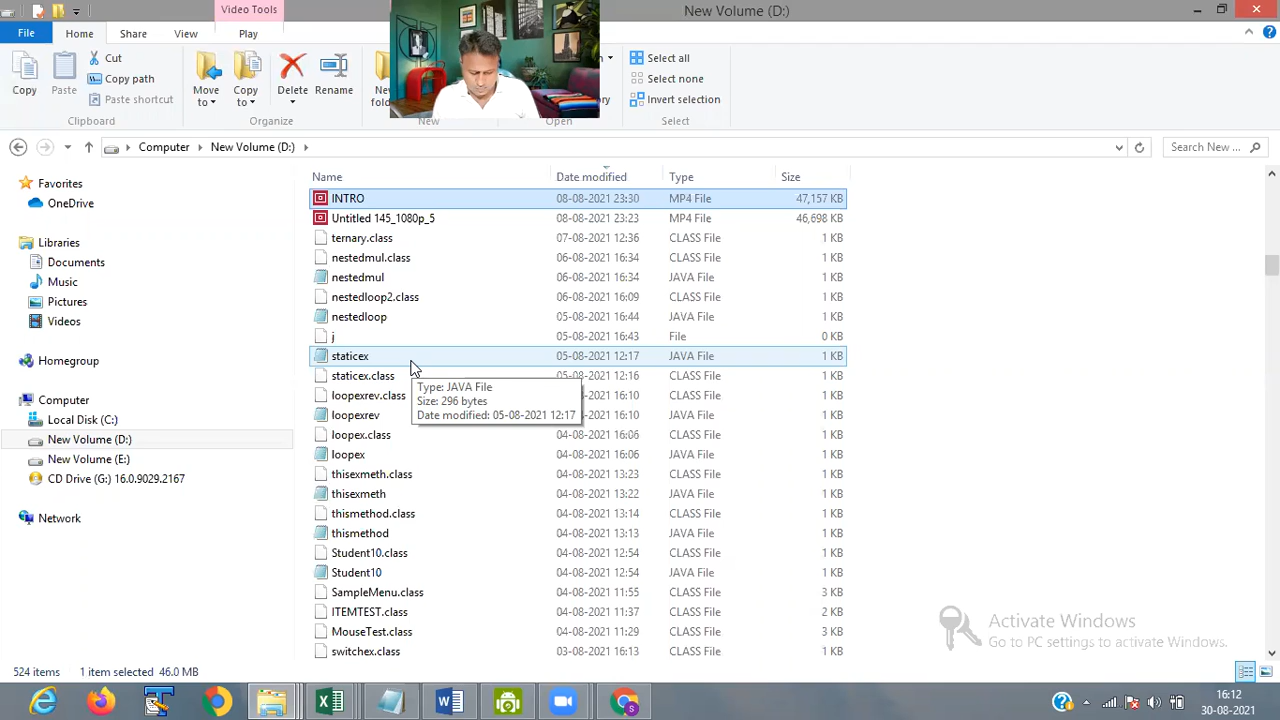 Video Tools
New Volume (D:)
File
Home
Share
View
Play
Copy
Paste
Cut
Copy path
Paste shortcut
Clipboard
Move to
Copy to
Delete
Rename
Organize
New
Open
Select all
Select none
Invert selection
Select
Computer
New Volume (D:)
Search New ...
Name Date modified Type Size
Favorites
OneDrive
Libraries
Documents
Music
Pictures
Videos
Homegroup
Computer
Local Disk (C:)
New Volume (D:)
New Volume (E:)
CD Drive (G:) 16.0.9029.2167
Network
INTRO 08-08-2021 23:30 MP4 File 47,157 KB
Untitled 145_1080p_5 08-08-2021 23:23 MP4 File 46,698 KB
ternary.class 07-08-2021 12:36 CLASS File 1 KB
nestedmul.class 06-08-2021 16:34 CLASS File 1 KB
nestedmul 06-08-2021 16:34 JAVA File 1 KB
nestedloop2.class 06-08-2021 16:09 CLASS File 1 KB
nestedloop 05-08-2021 16:44 JAVA File 1 KB
j 05-08-2021 16:43 File 0 KB
staticex 05-08-2021 12:17 JAVA File 1 KB
staticex.class 05-08-2021 12:16 CLASS File 1 KB
loopexrev.class 04-08-2021 16:10 CLASS File 1 KB
loopexrev 04-08-2021 16:10 JAVA File 1 KB
loopex.class 04-08-2021 16:06 CLASS File 1 KB
loopex 04-08-2021 16:06 JAVA File 1 KB
thisexmeth.class 04-08-2021 13:23 CLASS File 1 KB
thisexmeth 04-08-2021 13:22 JAVA File 1 KB
thismethod.class 04-08-2021 13:14 CLASS File 1 KB
thismethod 04-08-2021 13:13 JAVA File 1 KB
Student10.class 04-08-2021 12:54 CLASS File 1 KB
Student10 04-08-2021 12:54 JAVA File 1 KB
SampleMenu.class 04-08-2021 11:55 CLASS File 3 KB
ITEMTEST.class 04-08-2021 11:37 CLASS File 2 KB
MouseTest.class 04-08-2021 11:29 CLASS File 3 KB
switchex.class 03-08-2021 16:13 CLASS File 1 KB
Type: JAVA File
Size: 296 bytes
Date modified: 05-08-2021 12:17
Activate Windows
Go to PC settings to activate Windows.
524 items 1 item selected 46.0 MB
16:12
30-08-2021